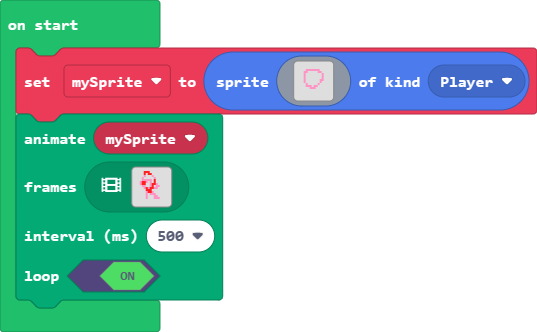 on start
set mySprite to sprite of kind Player
animate mySprite
frames
interval (ms) 500
loop ON